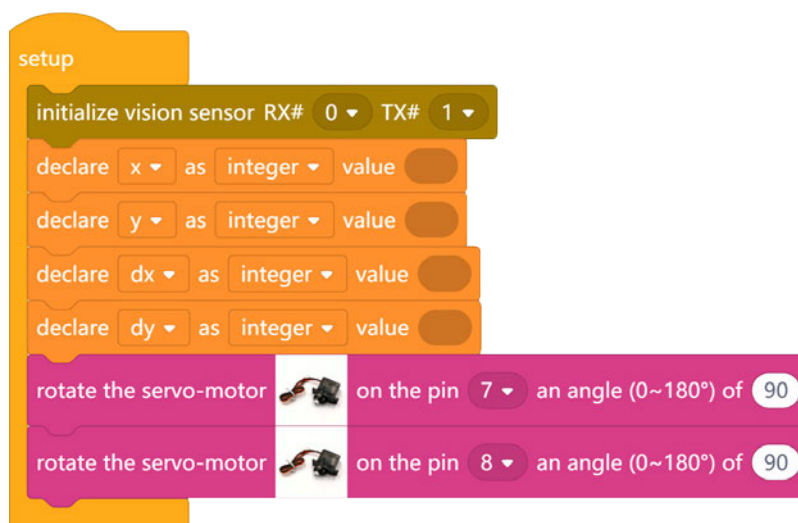 setup
initialize vision sensor RX# 0 TX# 1
declare x as integer value
declare y as integer value
declare dx as integer value
declare dy as integer value
rotate the servo-motor on the pin 7 an angle (0~180°) of 90
rotate the servo-motor on the pin 8 an angle (0~180°) of 90